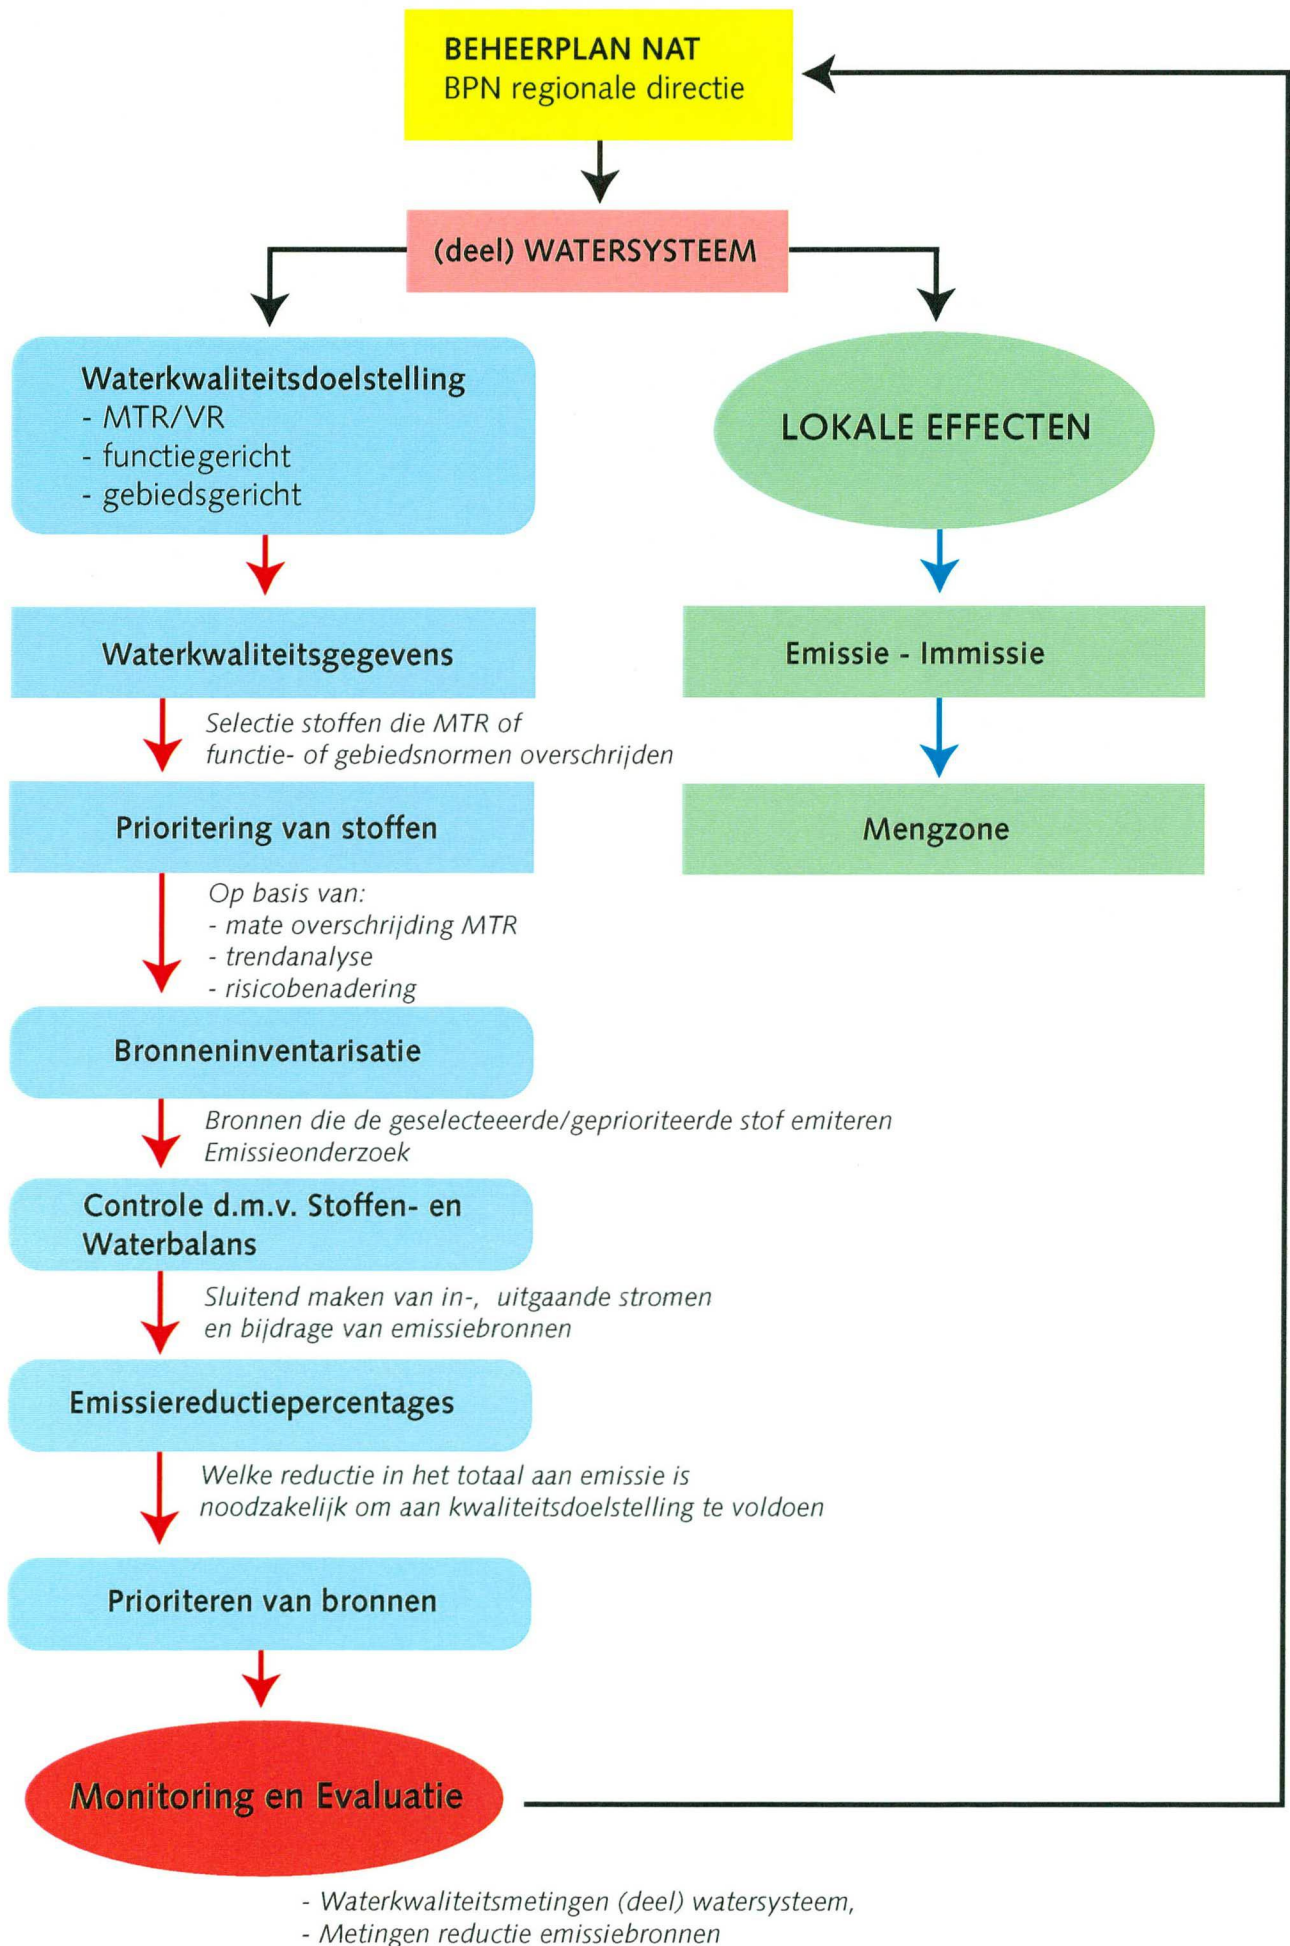 BEHEERPLAN NAT
BPN regionale directie
(deel) WATERSYSTEEM
Waterkwaliteitsdoelstelling
- MTR/VR
- functiegericht
- gebiedsgericht
LOKALE EFFECTEN
Waterkwaliteitsgegevens
Emissie - Immissie
Selectie stoffen die MTR of
functie- of gebiedsnormen overschrijden
Prioritering van stoffen
Mengzone
Op basis van:
- mate overschrijding MTR
- trendanalyse
- risicobenadering
Bronneninventarisatie
Bronnen die de geselecteeerde/geprioriteerde stof emiteren
Emissieonderzoek
Controle d.m.v. Stoffen- en
Waterbalans
Sluitend maken van in-, uitgaande stromen
en bijdrage van emissiebronnen
Emissiereductiepercentages
Welke reductie in het totaal aan emissie is
noodzakelijk om aan kwaliteitsdoelstelling te voldoen
Prioriteren van bronnen
Monitoring en Evaluatie
- Waterkwaliteitsmetingen (deel) watersysteem,
- Metingen reductie emissiebronnen